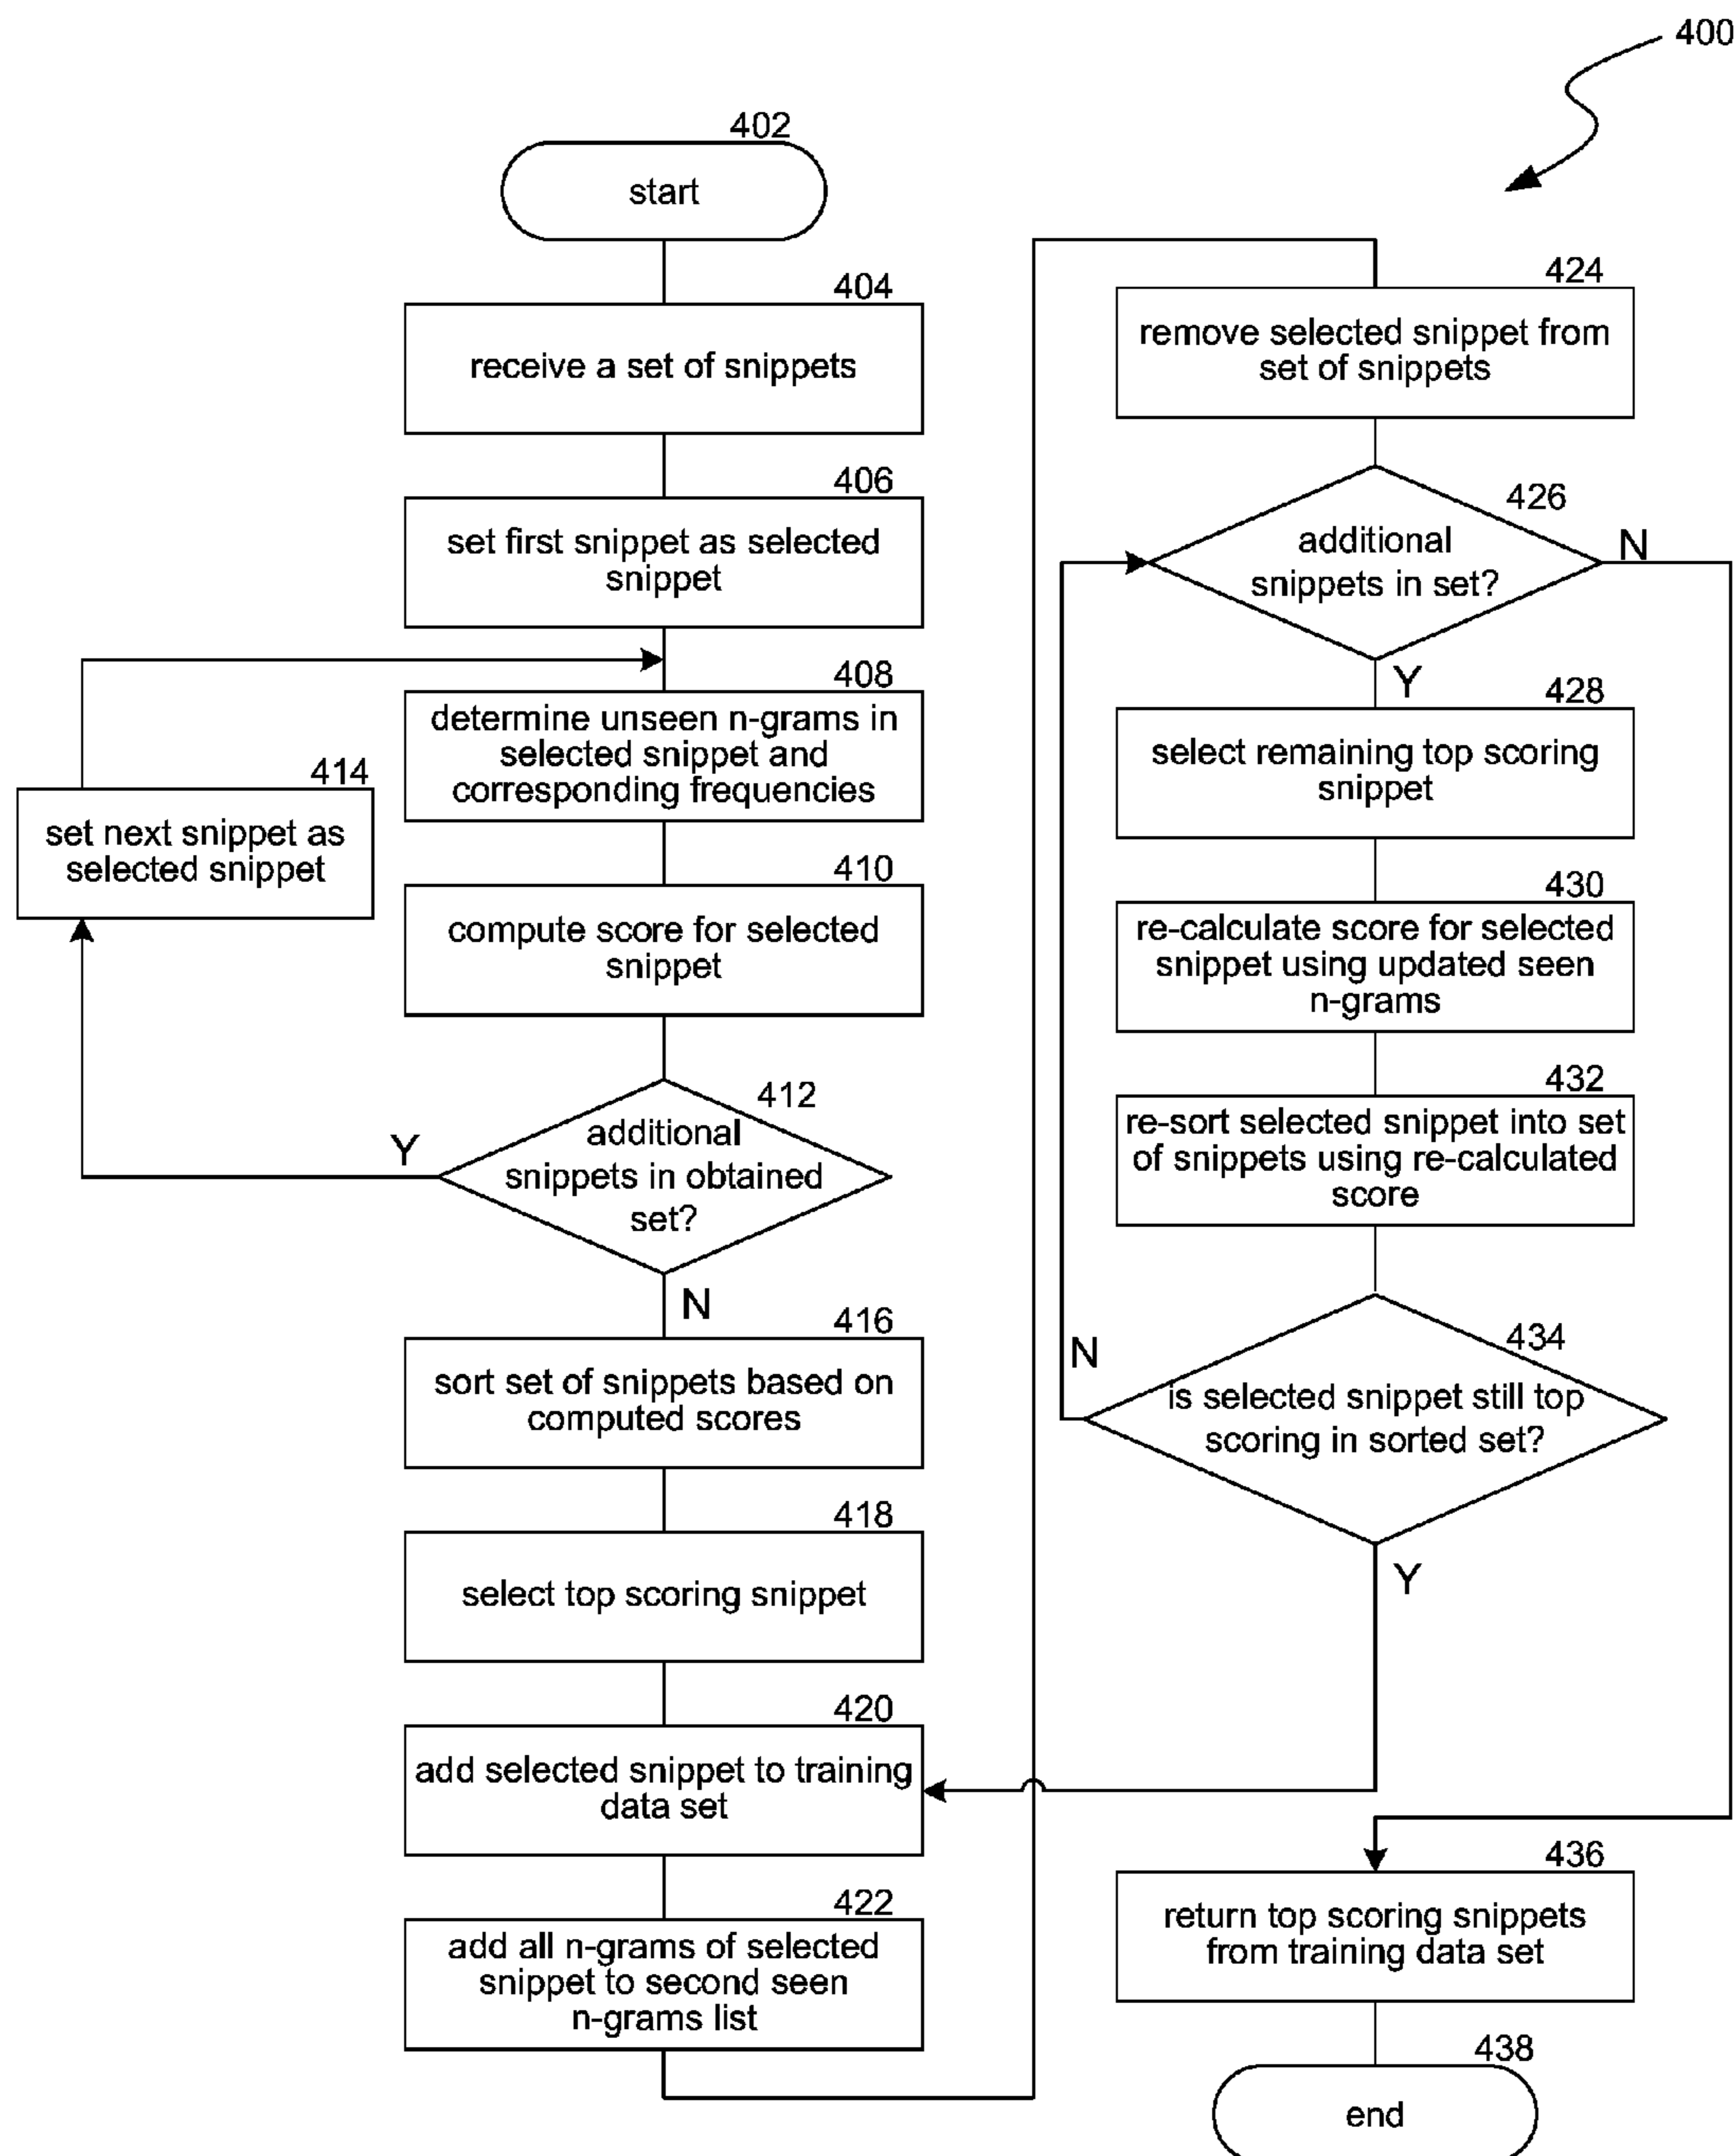 400
402
start
404
receive a set of snippets
406
set first snippet as selected
snippet
408
determine unseen n-grams in
selected snippet and
corresponding frequencies
414
set next snippet as
selected snippet
410
compute score for selected
snippet
412
additional
snippets in obtained
set?
Y
N
416
sort set of snippets based on
computed scores
418
select top scoring snippet
420
add selected snippet to training
data set
422
add all n-grams of selected
snippet to second seen
n-grams list
424
remove selected snippet from
set of snippets
426
additional
snippets in set?
N
Y
428
select remaining top scoring
snippet
430
re-calculate score for selected
snippet using updated seen
n-grams
432
re-sort selected snippet into set
of snippets using re-calculated
score
434
is selected snippet still top
scoring in sorted set?
N
Y
436
return top scoring snippets
from training data set
438
end